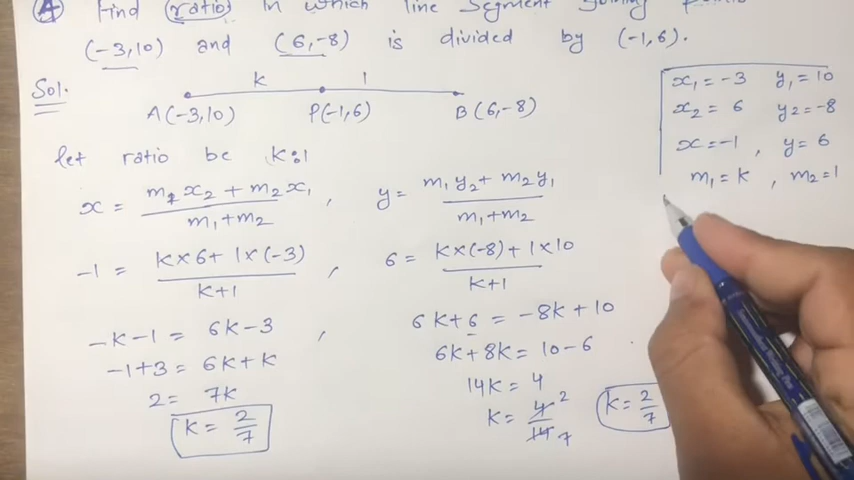 4 Find (ratio) in which line segment joining points
(-3,10) and (6,-8) is divided by (-1,6).
Sol.
k 1
A(-3,10) P(-1,6) B(6,-8)
let ratio be k:1
x = m1x2 + m2x1 / m1+m2 , y = m1y2 + m2y1 / m1+m2
-1 = k×6+ 1×(-3) / k+1 , 6 = k×(-8)+ 1×10 / k+1
-k-1 = 6k-3 , 6k+6 = -8k+10
-1+3 = 6k+k 6k+8k= 10-6
2 = 7k 14k = 4
k = 2/7 k = 4/14 2 7 k = 2/7
x1 = -3 y1 = 10
x2 = 6 y2 = -8
x = -1 , y = 6
m1 = k , m2 = 1